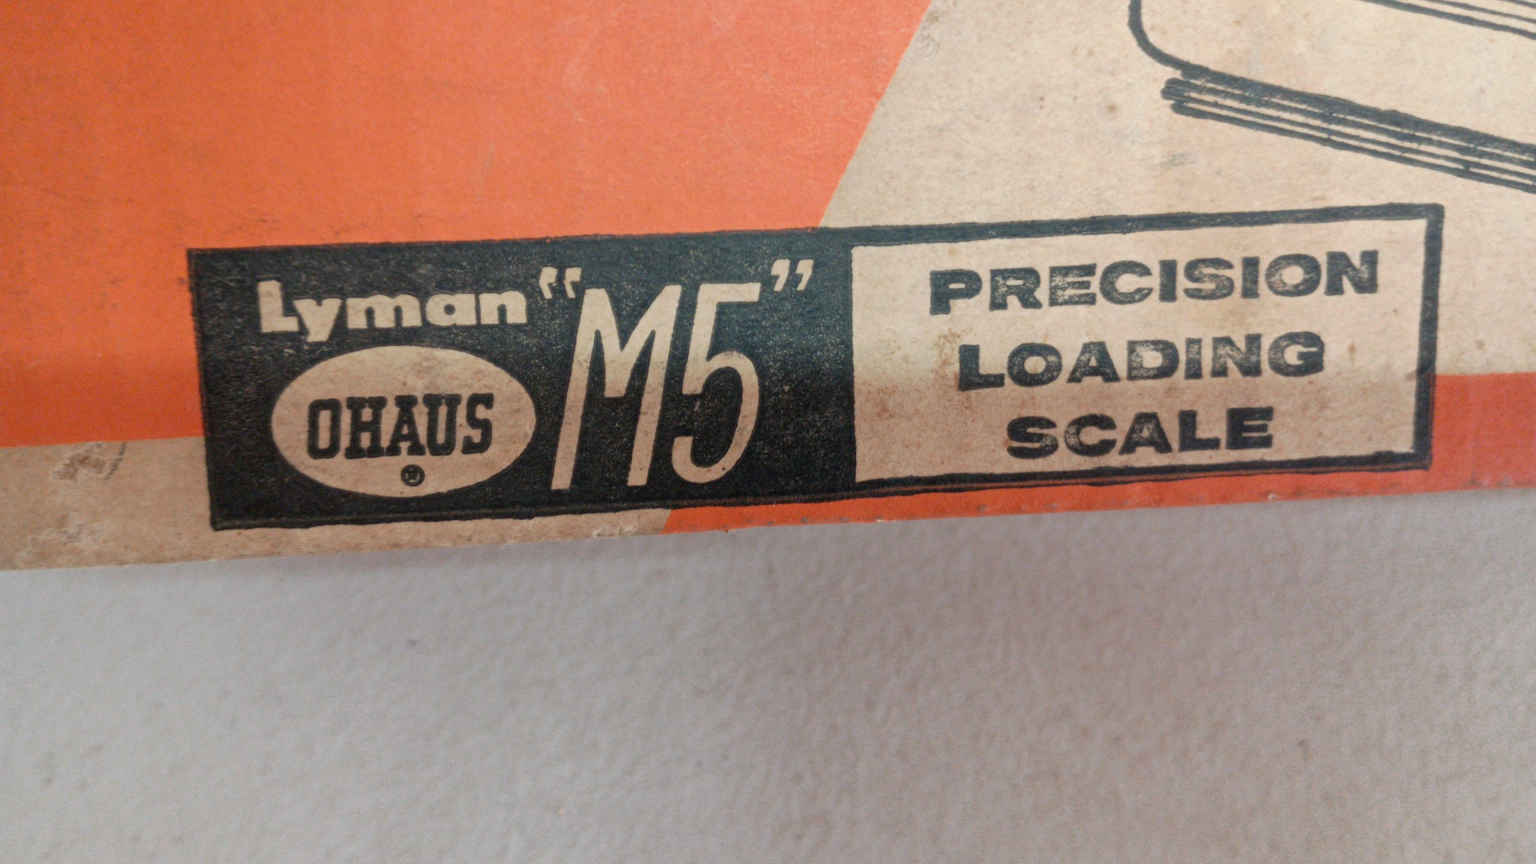 Lyman "M5"
OHAUS
®
PRECISION
LOADING
SCALE